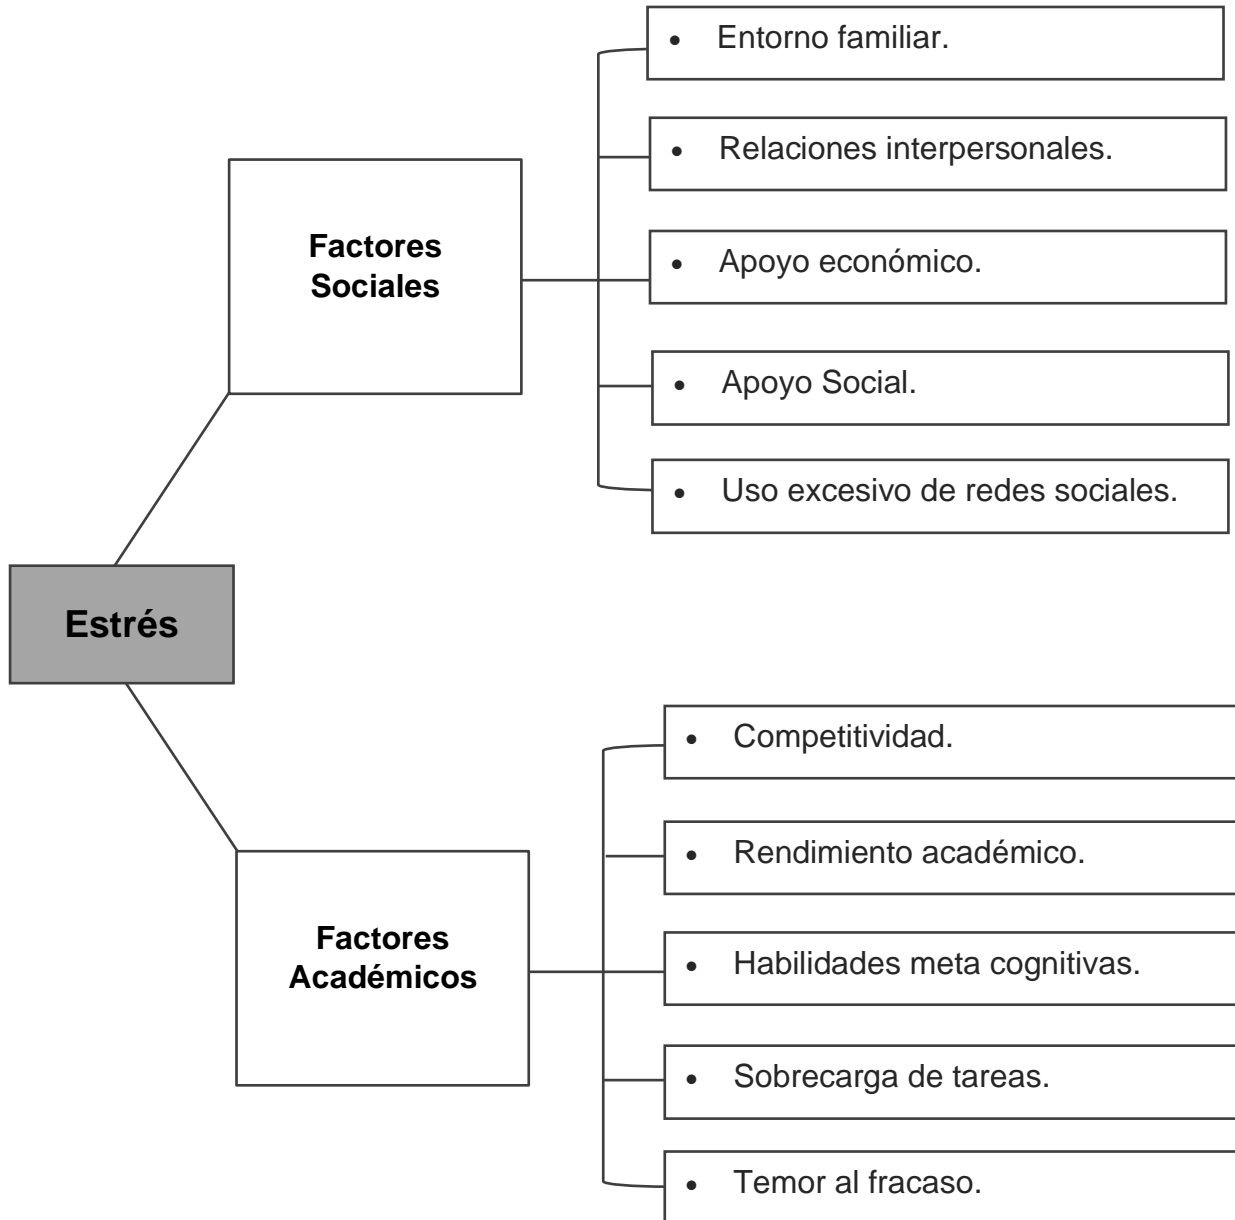 • Entorno familiar.
• Relaciones interpersonales.
Factores
Sociales
• Apoyo económico.
• Apoyo Social.
• Uso excesivo de redes sociales.
Estrés
• Competitividad.
• Rendimiento académico.
Factores
Académicos
• Habilidades meta cognitivas.
• Sobrecarga de tareas.
• Temor al fracaso.